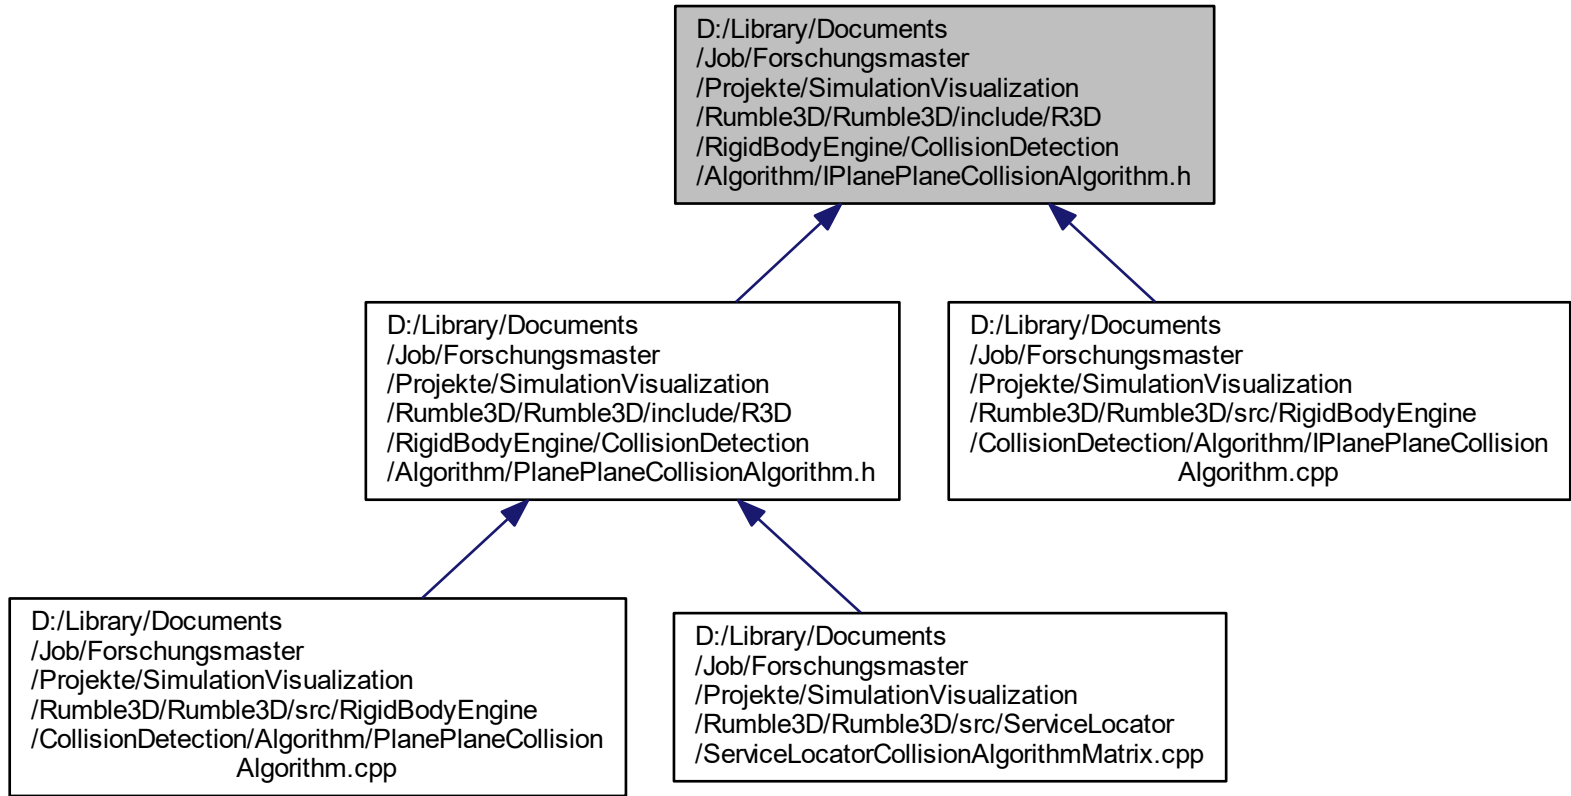 D:/Library/Documents
/Job/Forschungsmaster
/Projekte/SimulationVisualization
/Rumble3D/Rumble3D/include/R3D
/RigidBodyEngine/CollisionDetection
/Algorithm/IPlanePlaneCollisionAlgorithm.h
D:/Library/Documents
/Job/Forschungsmaster
/Projekte/SimulationVisualization
/Rumble3D/Rumble3D/include/R3D
/RigidBodyEngine/CollisionDetection
/Algorithm/PlanePlaneCollisionAlgorithm.h
D:/Library/Documents
/Job/Forschungsmaster
/Projekte/SimulationVisualization
/Rumble3D/Rumble3D/src/RigidBodyEngine
/CollisionDetection/Algorithm/IPlanePlaneCollision
Algorithm.cpp
D:/Library/Documents
/Job/Forschungsmaster
/Projekte/SimulationVisualization
/Rumble3D/Rumble3D/src/RigidBodyEngine
/CollisionDetection/Algorithm/PlanePlaneCollision
Algorithm.cpp
D:/Library/Documents
/Job/Forschungsmaster
/Projekte/SimulationVisualization
/Rumble3D/Rumble3D/src/ServiceLocator
/ServiceLocatorCollisionAlgorithmMatrix.cpp